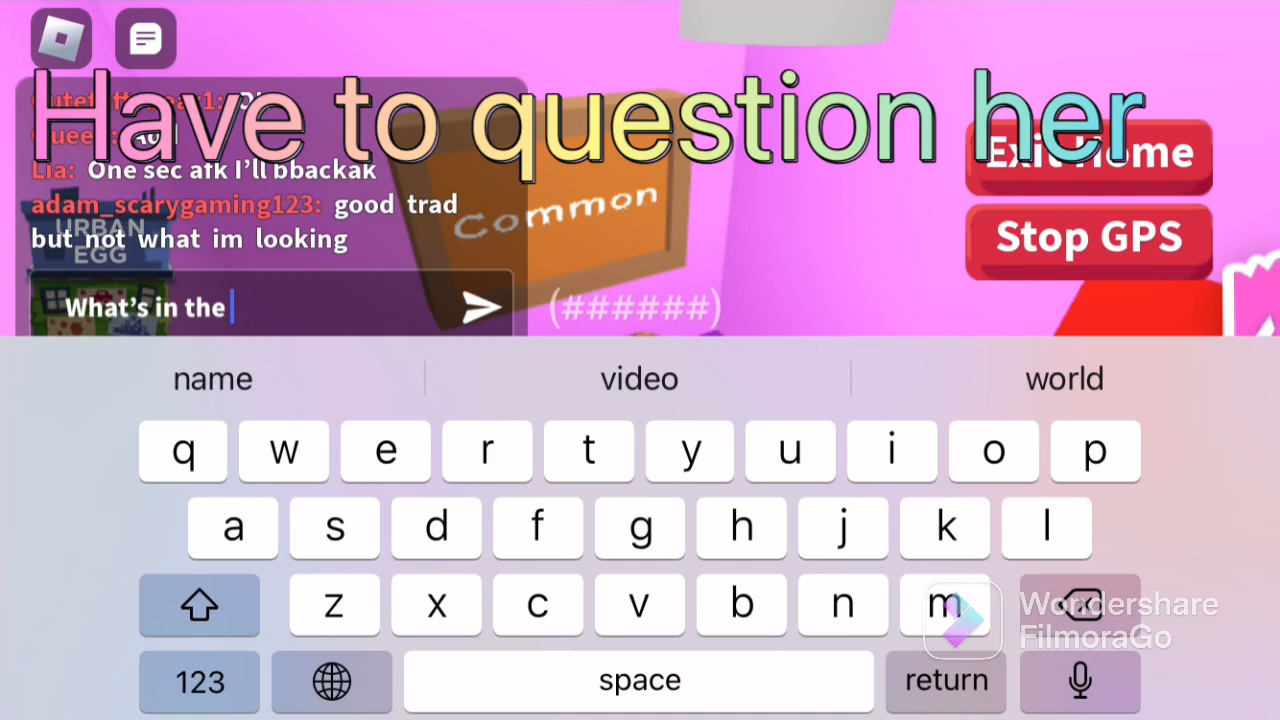 Have to question her
Lia: One sec afk I’ll bbackak
adam_scarygaming123: good trad
but not what im looking
URBAN
EGG
Common
Exit Home
Stop GPS
What’s in the
(######)
name video world
q w e r t y u i o p
a s d f g h j k l
z x c v b n m
123 space return
Wondershare
FilmoraGo